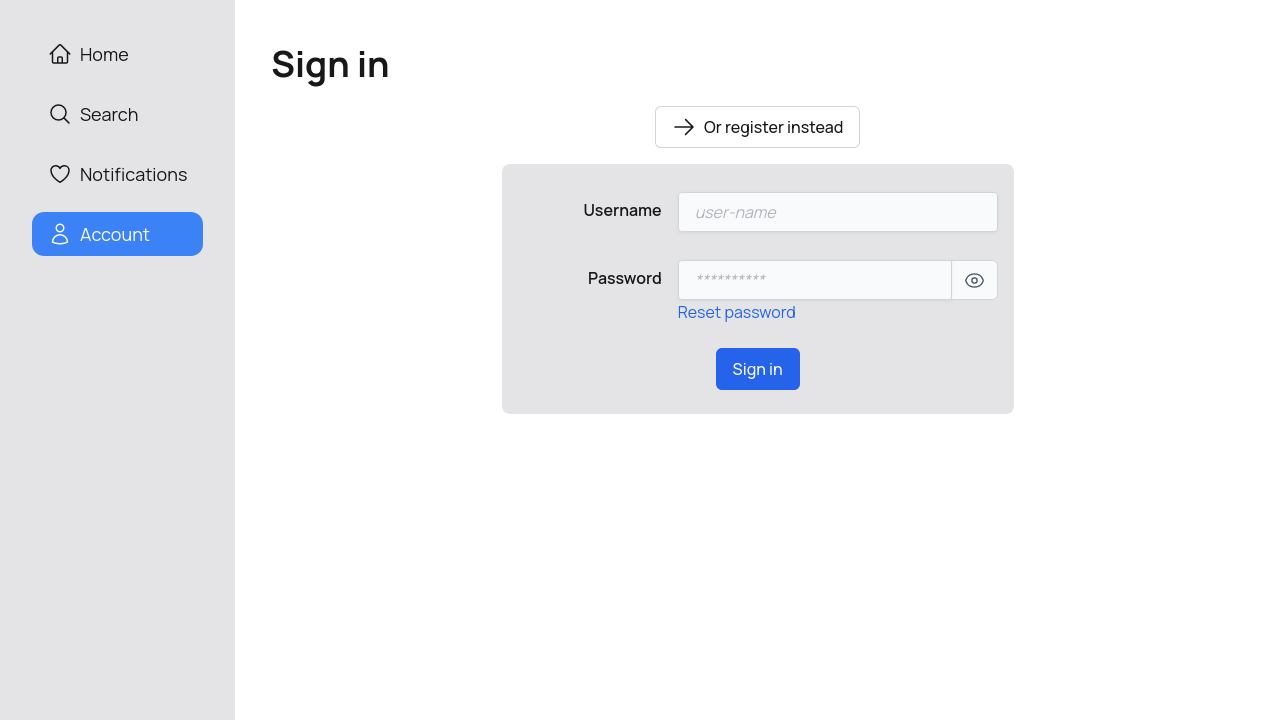 Home
Search
Notifications
Account
Sign in
Or register instead
Username
user-name
Password
**********
Reset password
Sign in